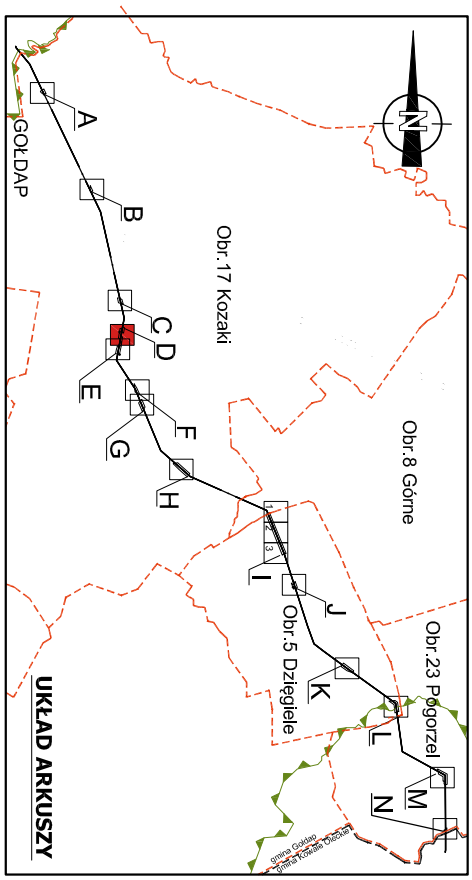 N
GOŁDAP
A
B
Obr.17 Kozaki
C
D
E
F
G
H
Obr.8 Górne
1
2
3
I
J
Obr.5 Dzięgiele
K
Obr.23 Pogorzel
L
M
N
gmina Gołdap
gmina Kowale Oleckie
UKŁAD ARKUSZY